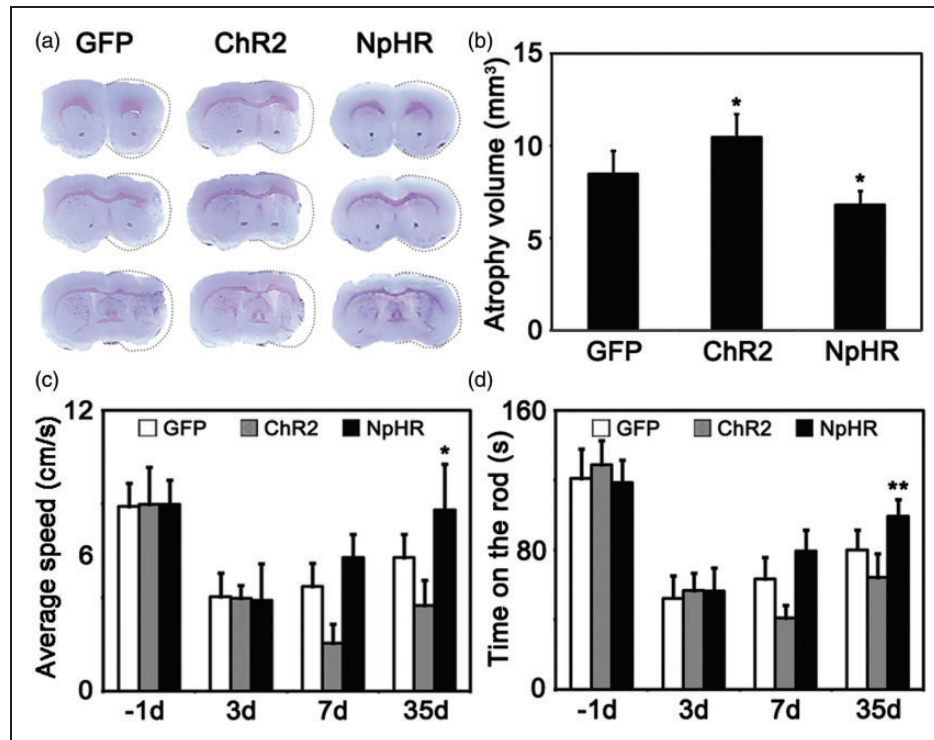 (a) GFP ChR2 NpHR
(b)
Atrophy volume (mm³)
15
10
5
0
*
*
GFP ChR2 NpHR
(c)
Average speed (cm/s)
12
6
0
GFP ChR2 NpHR
*
-1d 3d 7d 35d
(d)
Time on the rod (s)
160
80
0
GFP ChR2 NpHR
**
-1d 3d 7d 35d